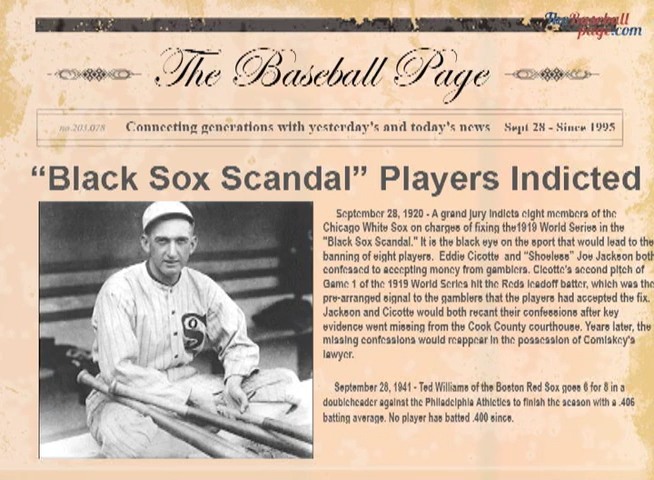 TheBaseball
page.com
The Baseball Page
no.203,078 Connecting generations with yesterday's and today's news Sept 28 - Since 1995
“Black Sox Scandal” Players Indicted
September 28, 1920 - A grand jury indicts eight members of the
Chicago White Sox on charges of fixing the1919 World Series in the
"Black Sox Scandal." It is the black eye on the sport that would lead to the
banning of eight players. Eddie Cicotte and "Shoeless" Joe Jackson both
confessed to accepting money from gamblers. Cicotte's second pitch of
Game 1 of the 1919 World Series hit the Reds leadoff batter, which was the
pre-arranged signal to the gamblers that the players had accepted the fix.
Jackson and Cicotte would both recant their confessions after key
evidence went missing from the Cook County courthouse. Years later, the
missing confessions would reappear in the possession of Comiskey's
lawyer.
September 28, 1941 - Ted Williams of the Boston Red Sox goes 6 for 8 in a
doubleheader against the Philadelphia Athletics to finish the season with a .406
batting average. No player has batted .400 since.